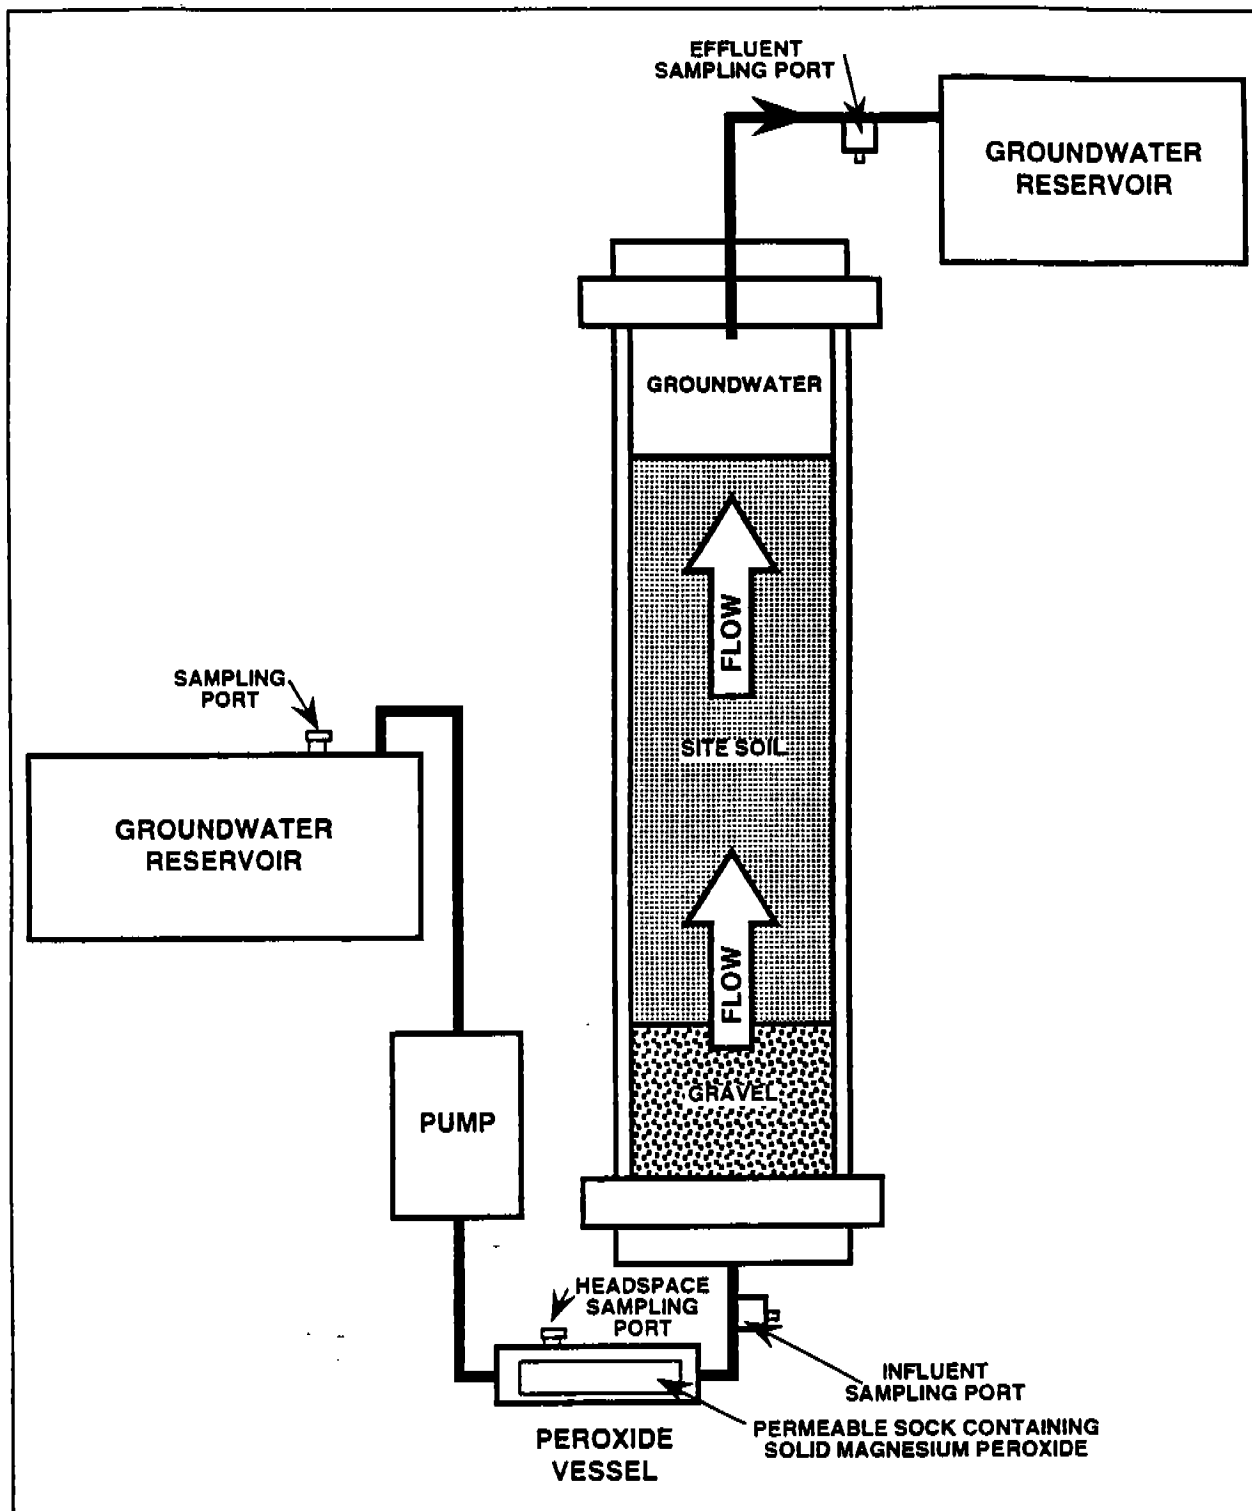 EFFLUENT
SAMPLING PORT
GROUNDWATER
RESERVOIR
GROUNDWATER
FLOW
SAMPLING
PORT
SITE SOIL
GROUNDWATER
RESERVOIR
FLOW
GRAVEL
PUMP
HEADSPACE
SAMPLING
PORT
INFLUENT
SAMPLING PORT
PERMEABLE SOCK CONTAINING
SOLID MAGNESIUM PEROXIDE
PEROXIDE
VESSEL